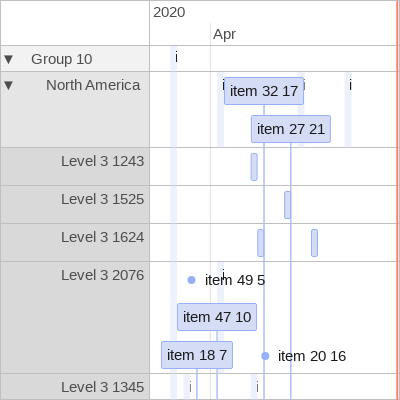 2020
Apr
▼ Group 10
i
▼ North America
i item 32 17 i i
item 27 21
Level 3 1243
Level 3 1525
Level 3 1624
Level 3 2076
item 49 5 i
item 47 10
item 18 7
item 20 16
Level 3 1345
i i